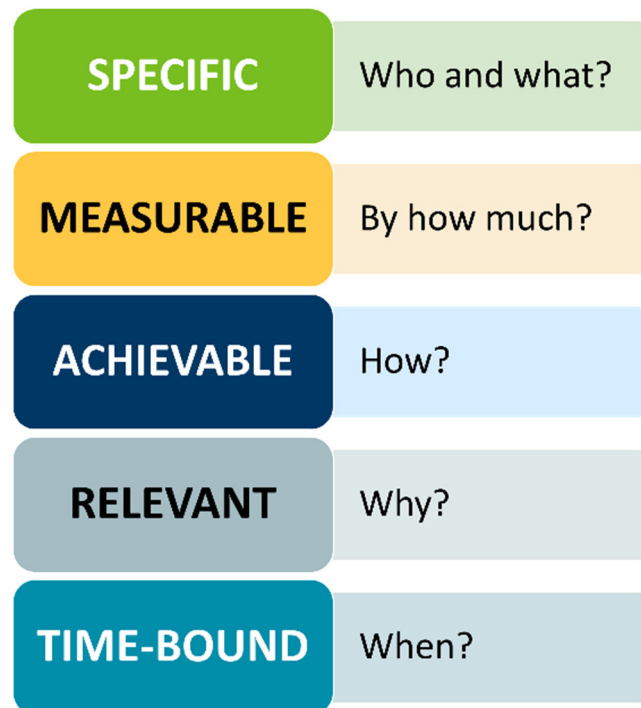 SPECIFIC Who and what?
MEASURABLE By how much?
ACHIEVABLE How?
RELEVANT Why?
TIME-BOUND When?